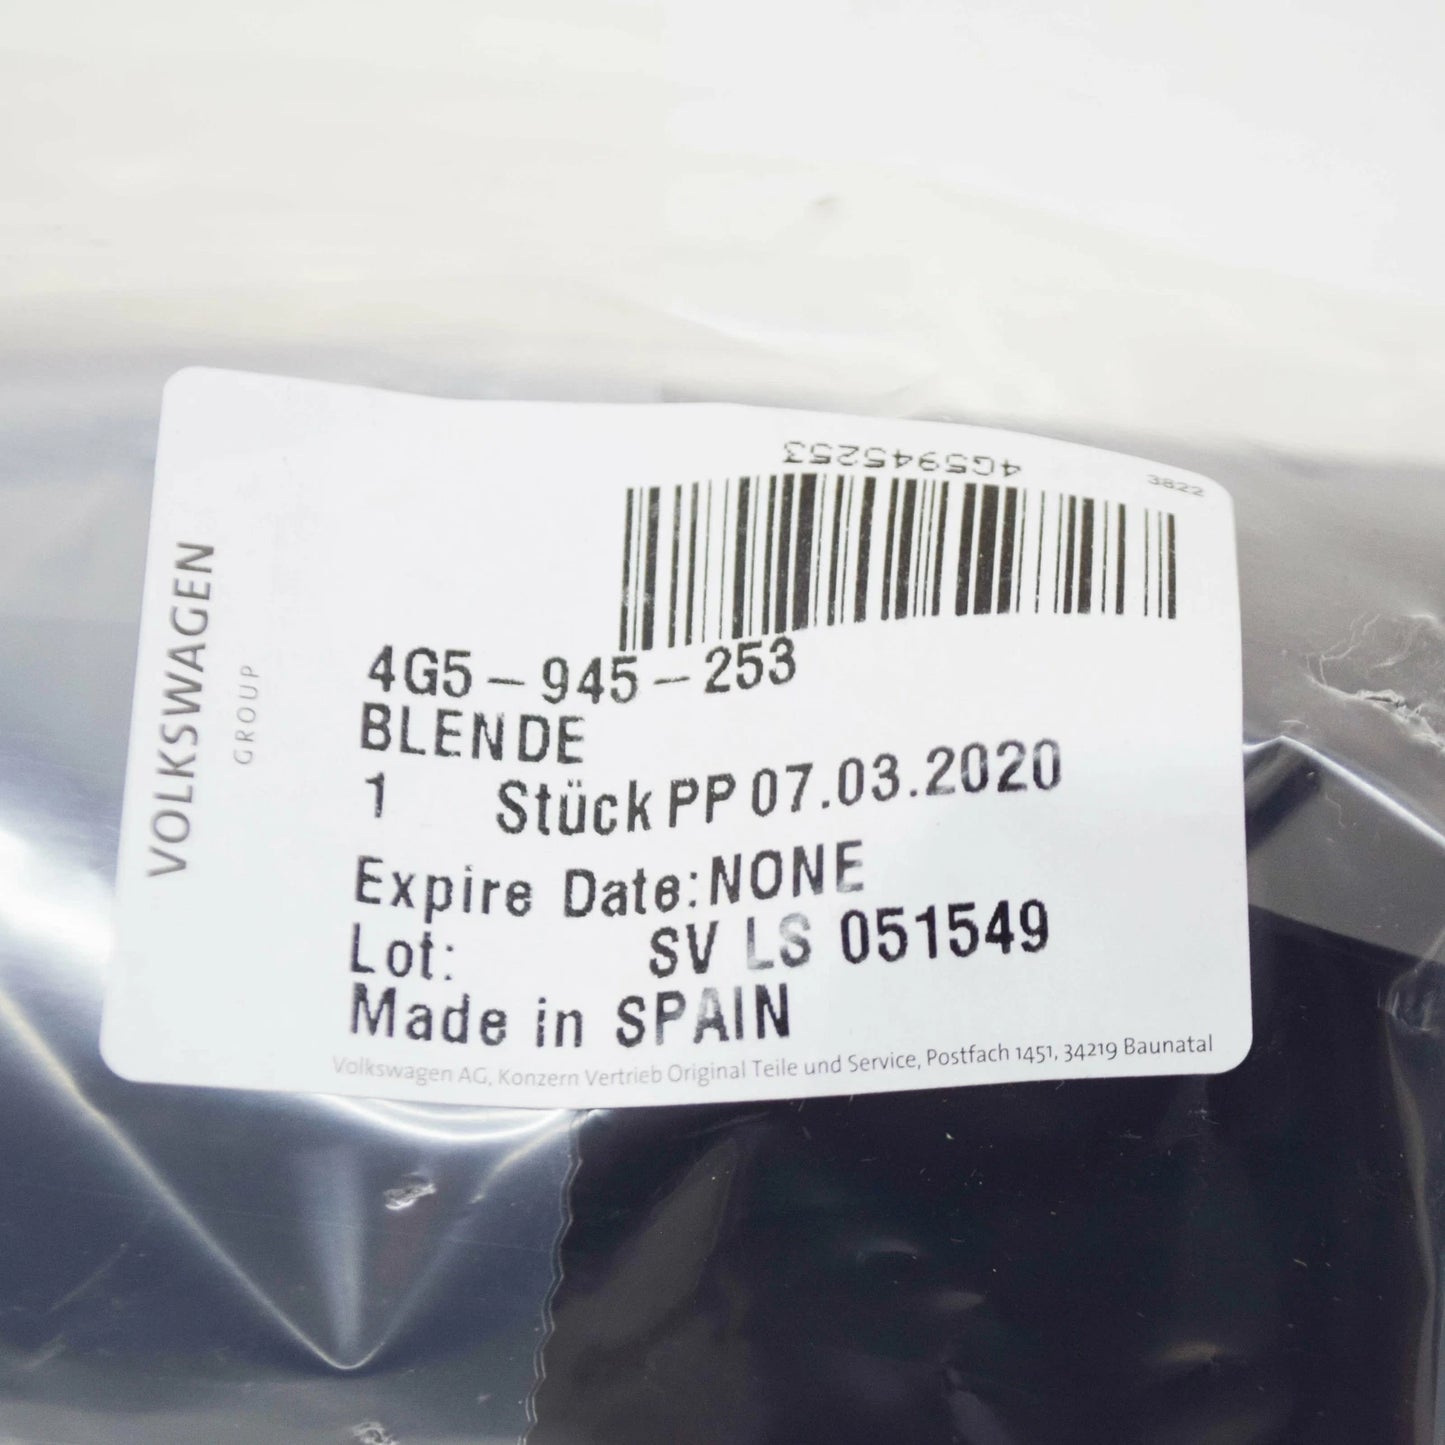 4G5945253
3822
VOLKSWAGEN
GROUP
4G5-945-253
BLENDE
1 Stück PP 07.03.2020
Expire Date:NONE
Lot: SV LS 051549
Made in SPAIN
Volkswagen AG, Konzern Vertrieb Original Teile und Service, Postfach 1451, 34219 Baunatal